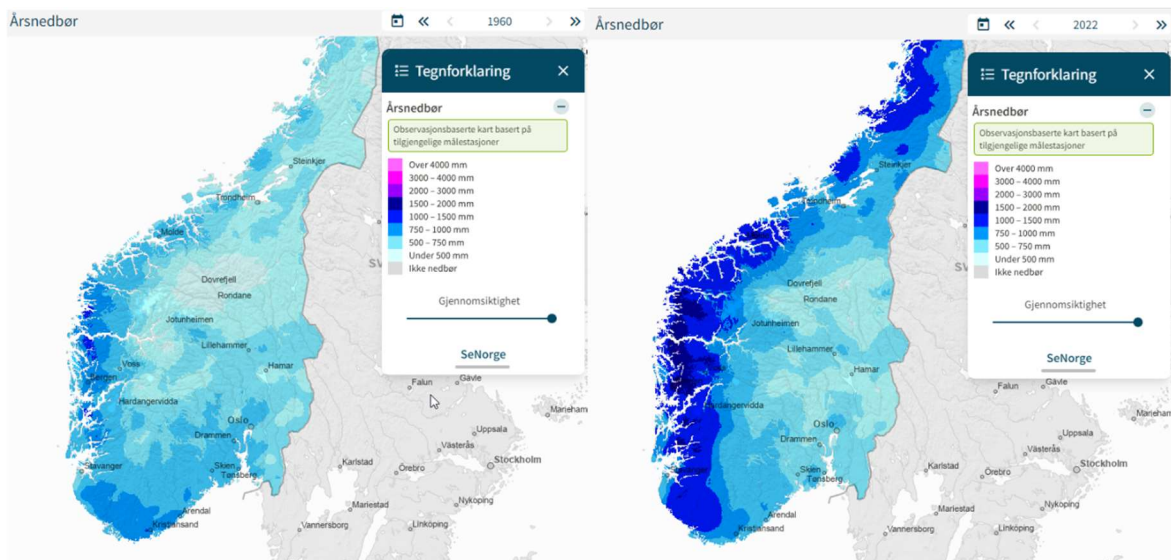 Årsnedbør
1960
Tegnforklaring
Årsnedbør
Observasjonsbaserte kart basert på
tilgjengelige målestasjoner
Over 4000 mm
3000 – 4000 mm
2000 – 3000 mm
1500 – 2000 mm
1000 – 1500 mm
750 – 1000 mm
500 – 750 mm
Under 500 mm
Ikke nedbør
Gjennomsiktighet
SeNorge
Steinkjer
Trondheim
Molde
Dovrefjell
Rondane
Jotunheimen
Lillehammer
Voss
Hamar
Bergen
Hardangervidda
Oslo
Drammen
Stavanger
Skien
Tønsberg
Arendal
Kristiansand
SV
Falun
Gävle
Marieham
Uppsala
Västerås
Karlstad
Örebro
Stockholm
Mariestad
Nyköping
Vannersborg
Linköping
Årsnedbør
2022
Tegnforklaring
Årsnedbør
Observasjonsbaserte kart basert på
tilgjengelige målestasjoner
Over 4000 mm
3000 – 4000 mm
2000 – 3000 mm
1500 – 2000 mm
1000 – 1500 mm
750 – 1000 mm
500 – 750 mm
Under 500 mm
Ikke nedbør
Gjennomsiktighet
SeNorge
Steinkjer
Trondheim
Dovrefjell
Rondane
Jotunheimen
Lillehammer
Hamar
Hardangervidda
Oslo
Drammen
Stavanger
Skien
Tønsberg
Arendal
Kristiansand
SV
Falun
Gävle
Marieham
Uppsala
Västerås
Karlstad
Örebro
Stockholm
Mariestad
Nyköping
Vannersborg
Linköping